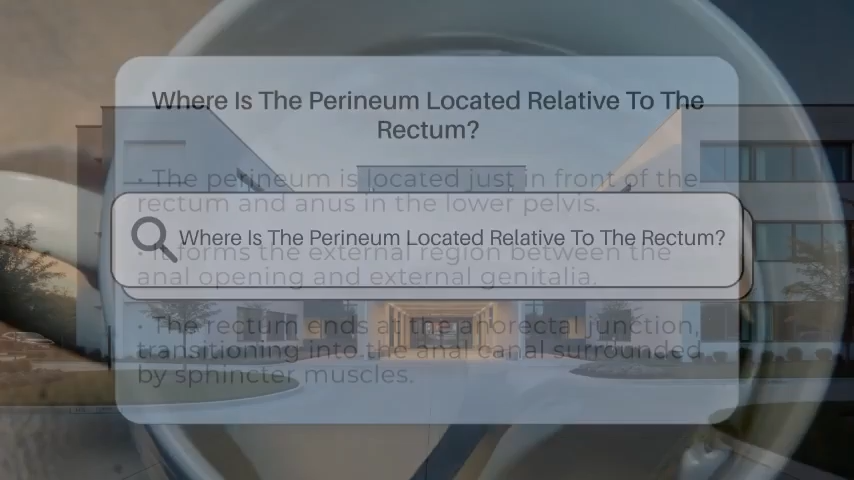 Where Is The Perineum Located Relative To The
Rectum?
• The perineum is located just in front of the
rectum and anus in the lower pelvis.
Where Is The Perineum Located Relative To The Rectum?
• It forms the external region between the
anal opening and external genitalia.
• The rectum ends at the anorectal junction,
transitioning into the anal canal surrounded
by sphincter muscles.